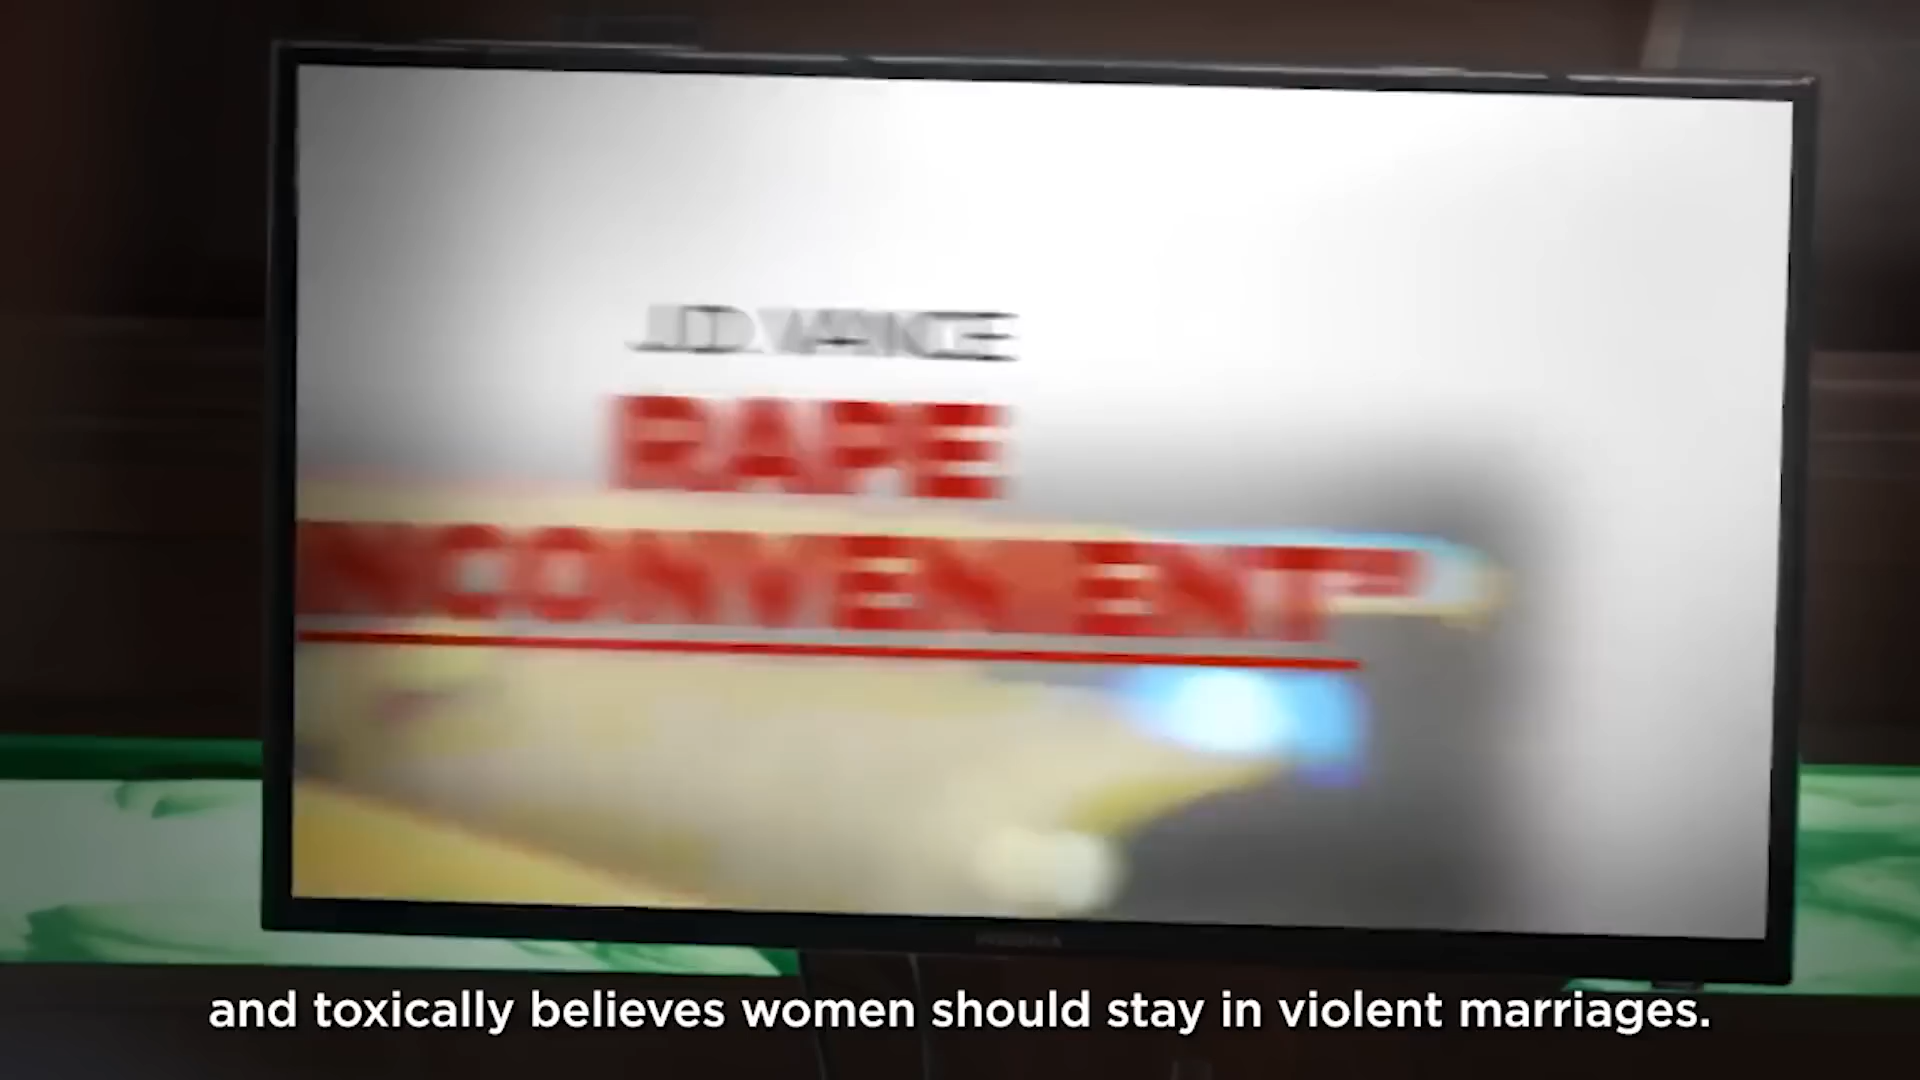 J.D. VANCE
RAPE
INCONVENIENT"
and toxically believes women should stay in violent marriages.